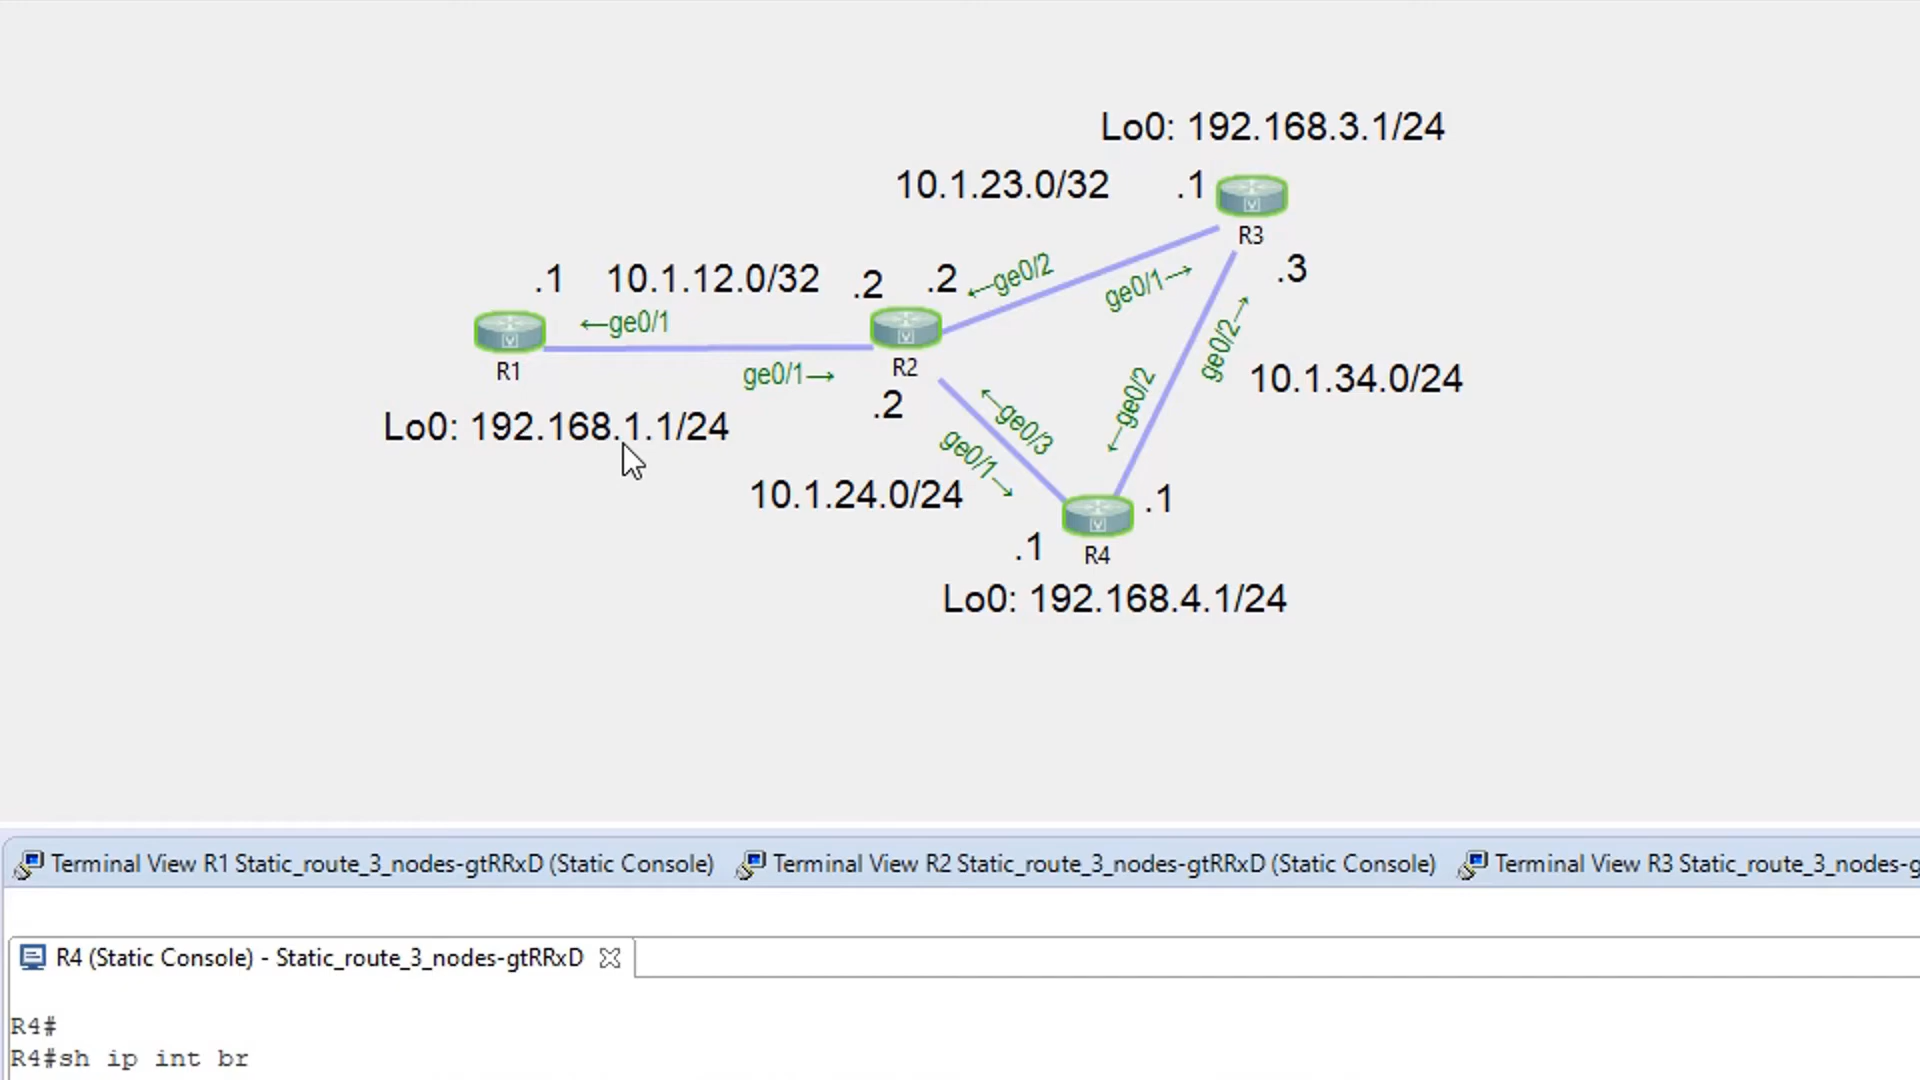 Lo0: 192.168.3.1/24
10.1.23.0/32 .1
R3
.3
.1 10.1.12.0/32 .2 .2 ←ge0/2
ge0/1→
←ge0/1
R1
ge0/1→
R2
.2
ge0/2→
10.1.34.0/24
←ge0/2
Lo0: 192.168.1.1/24
←ge0/3
ge0/1→
10.1.24.0/24
.1
.1
R4
Lo0: 192.168.4.1/24
Terminal View R1 Static_route_3_nodes-gtRRxD (Static Console) Terminal View R2 Static_route_3_nodes-gtRRxD (Static Console) Terminal View R3 Static_route_3_nodes-g
R4 (Static Console) - Static_route_3_nodes-gtRRxD
R4#
R4#sh ip int br